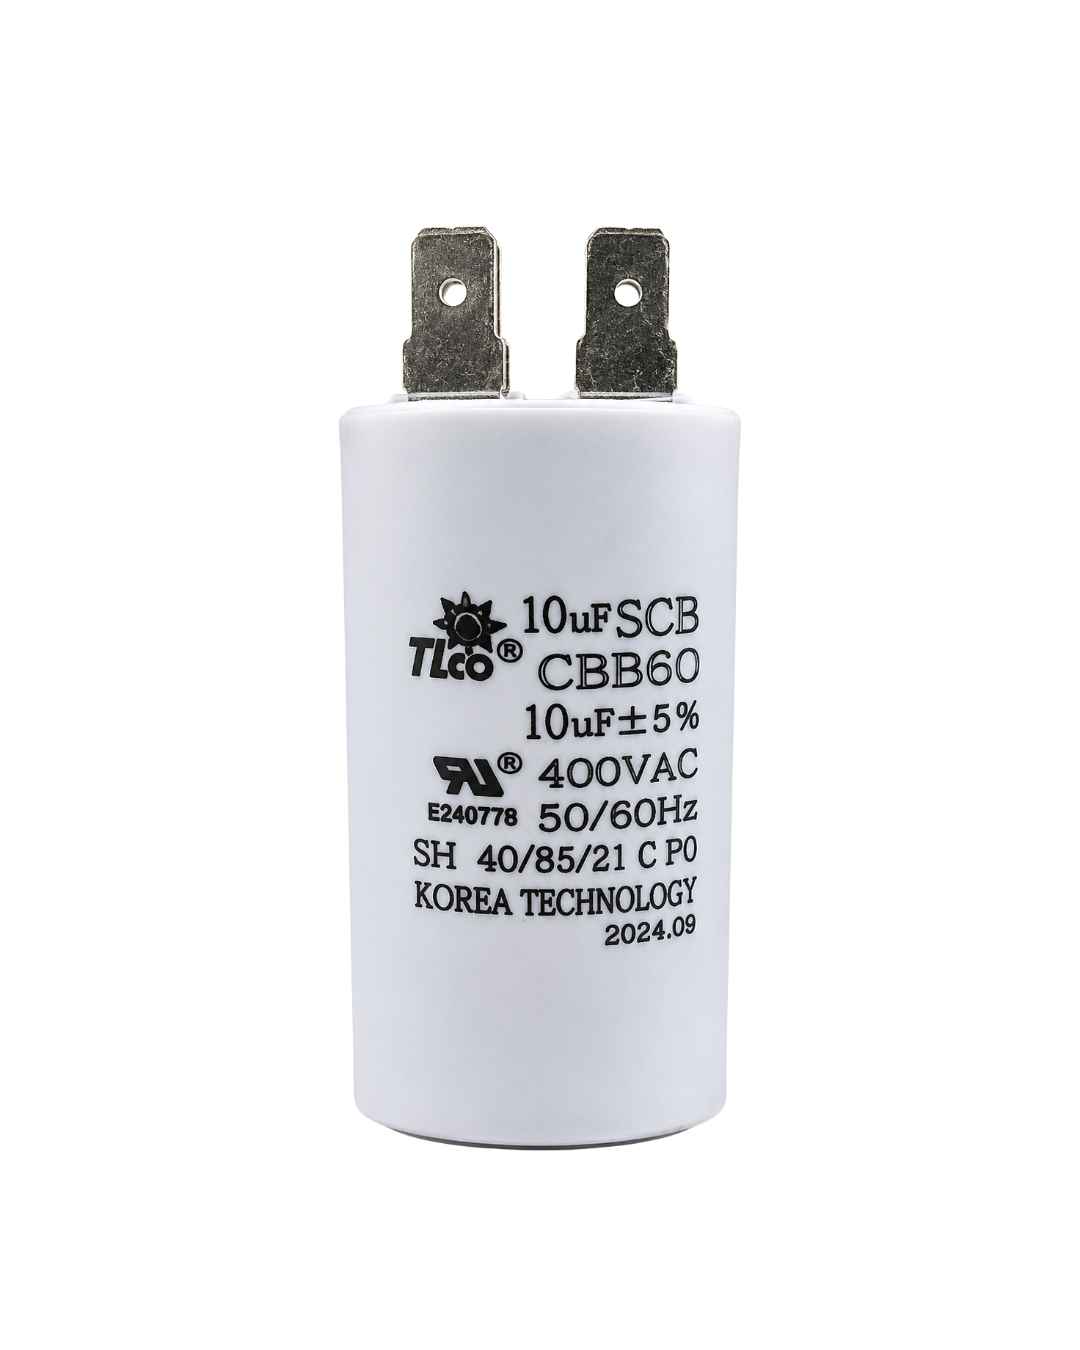 10uF SCB
TLco®
CBB60
10uF±5%
RU® 400VAC
E240778 50/60Hz
SH 40/85/21 C P0
KOREA TECHNOLOGY
2024.09